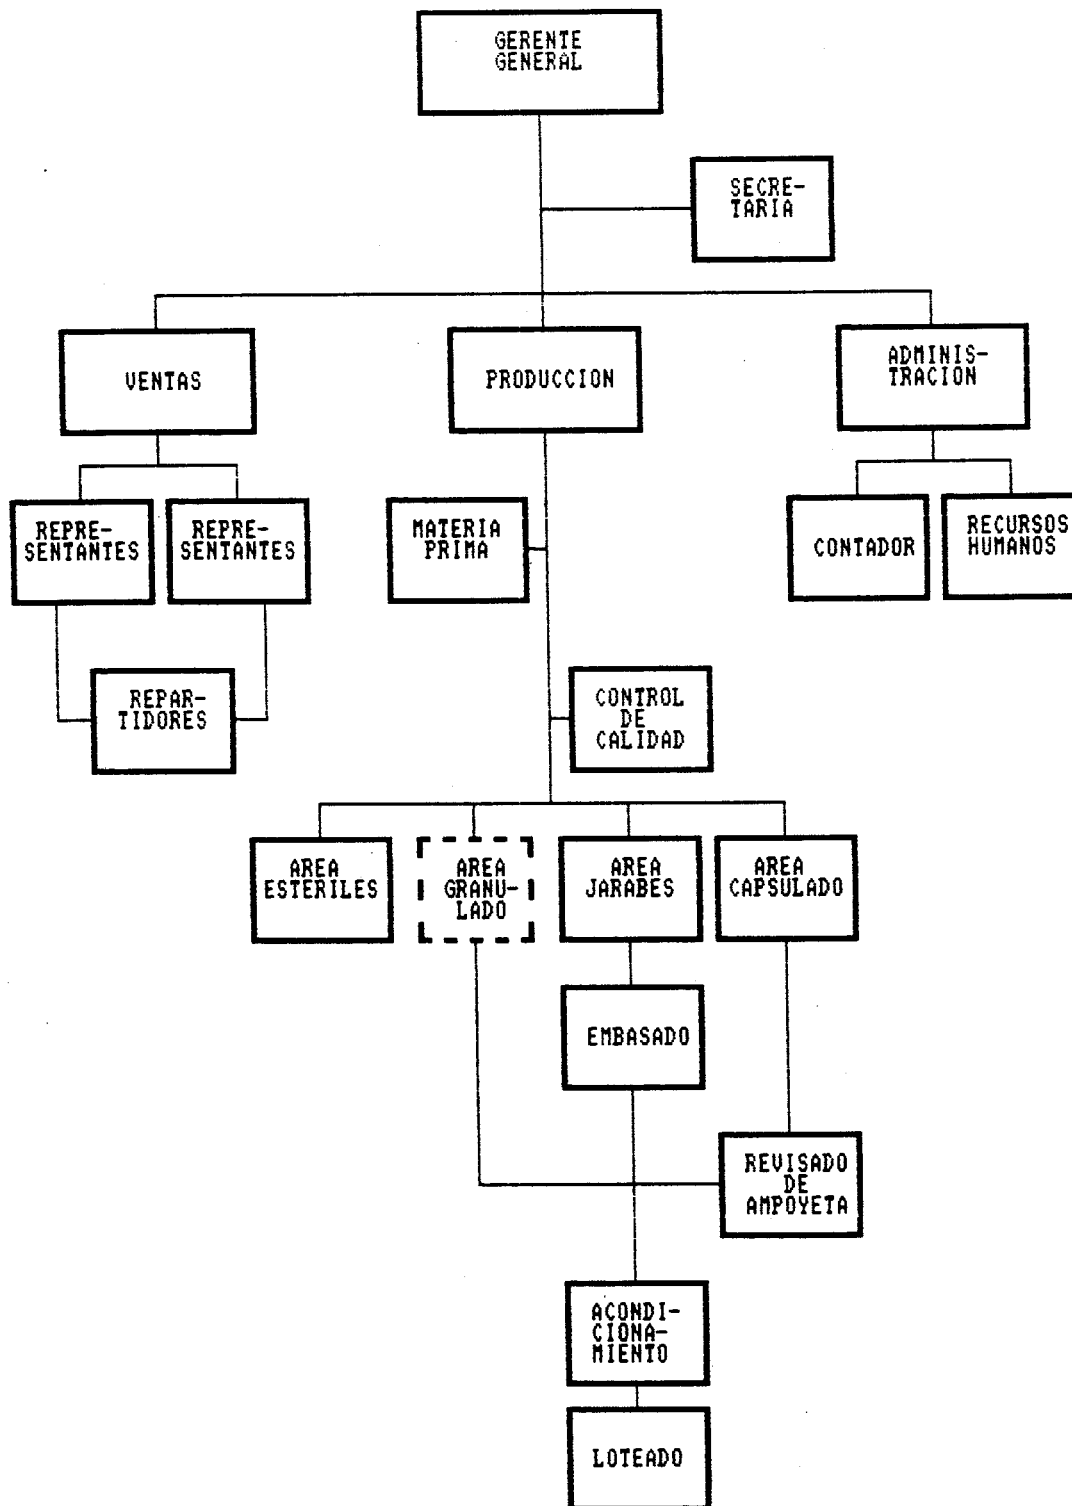 GERENTE
GENERAL
SECRE-
TARIA
VENTAS
PRODUCCION
ADMINIS-
TRACION
REPRE-
SENTANTES
REPRE-
SENTANTES
MATERIA
PRIMA
CONTADOR
RECURSOS
HUMANOS
REPAR-
TIDORES
CONTROL
DE
CALIDAD
AREA
ESTERILES
AREA
GRANU-
LADO
AREA
JARABES
AREA
CAPSULADO
EMBASADO
REVISADO
DE
AMPOYETA
ACONDI-
CIONA-
MIENTO
LOTEADO